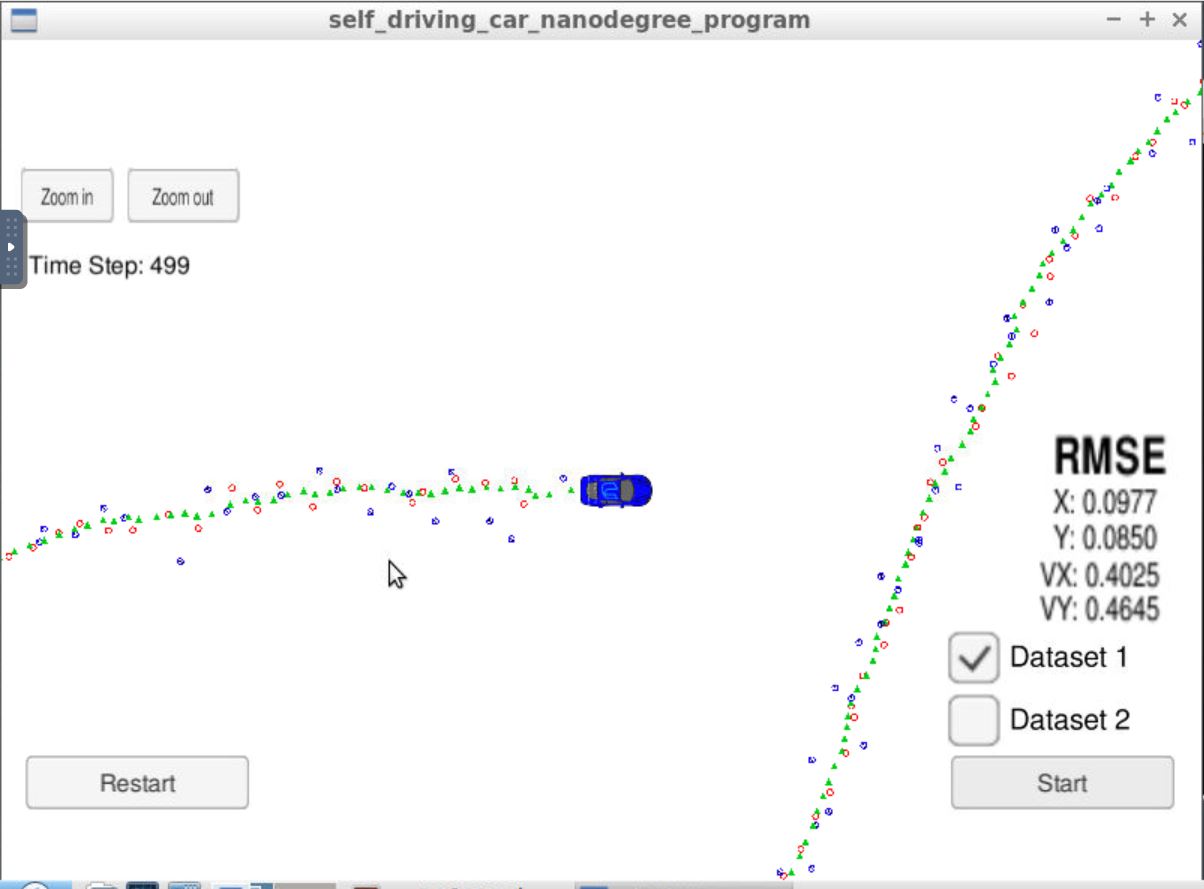 self_driving_car_nanodegree_program
Zoom in
Zoom out
Time Step: 499
RMSE
X: 0.0977
Y: 0.0850
VX: 0.4025
VY: 0.4645
Dataset 1
Dataset 2
Restart
Start